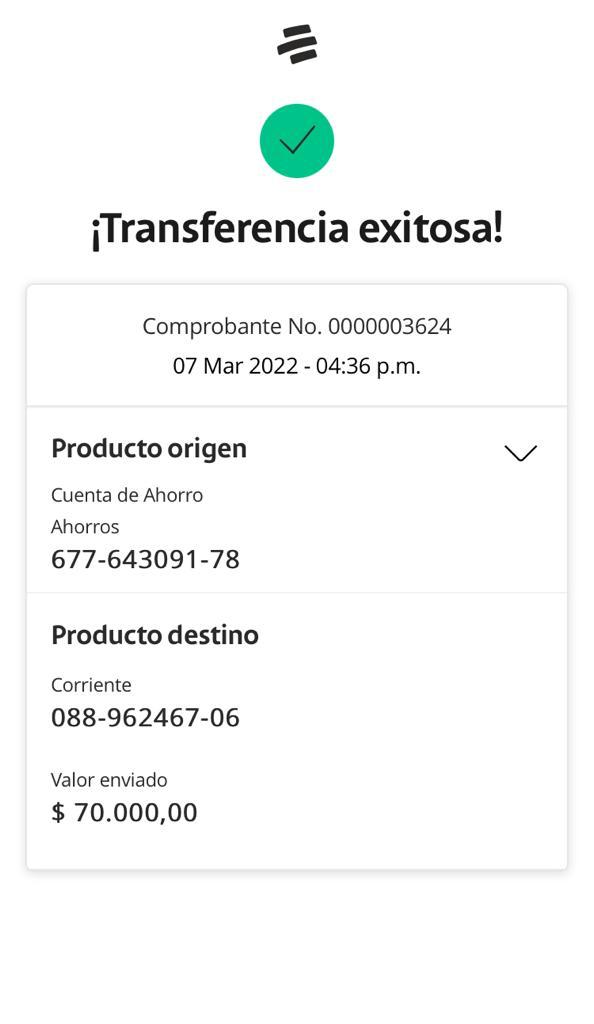 ¡Transferencia exitosa!
Comprobante No. 0000003624
07 Mar 2022 - 04:36 p.m.
Producto origen
Cuenta de Ahorro
Ahorros
677-643091-78
Producto destino
Corriente
088-962467-06
Valor enviado
$ 70.000,00